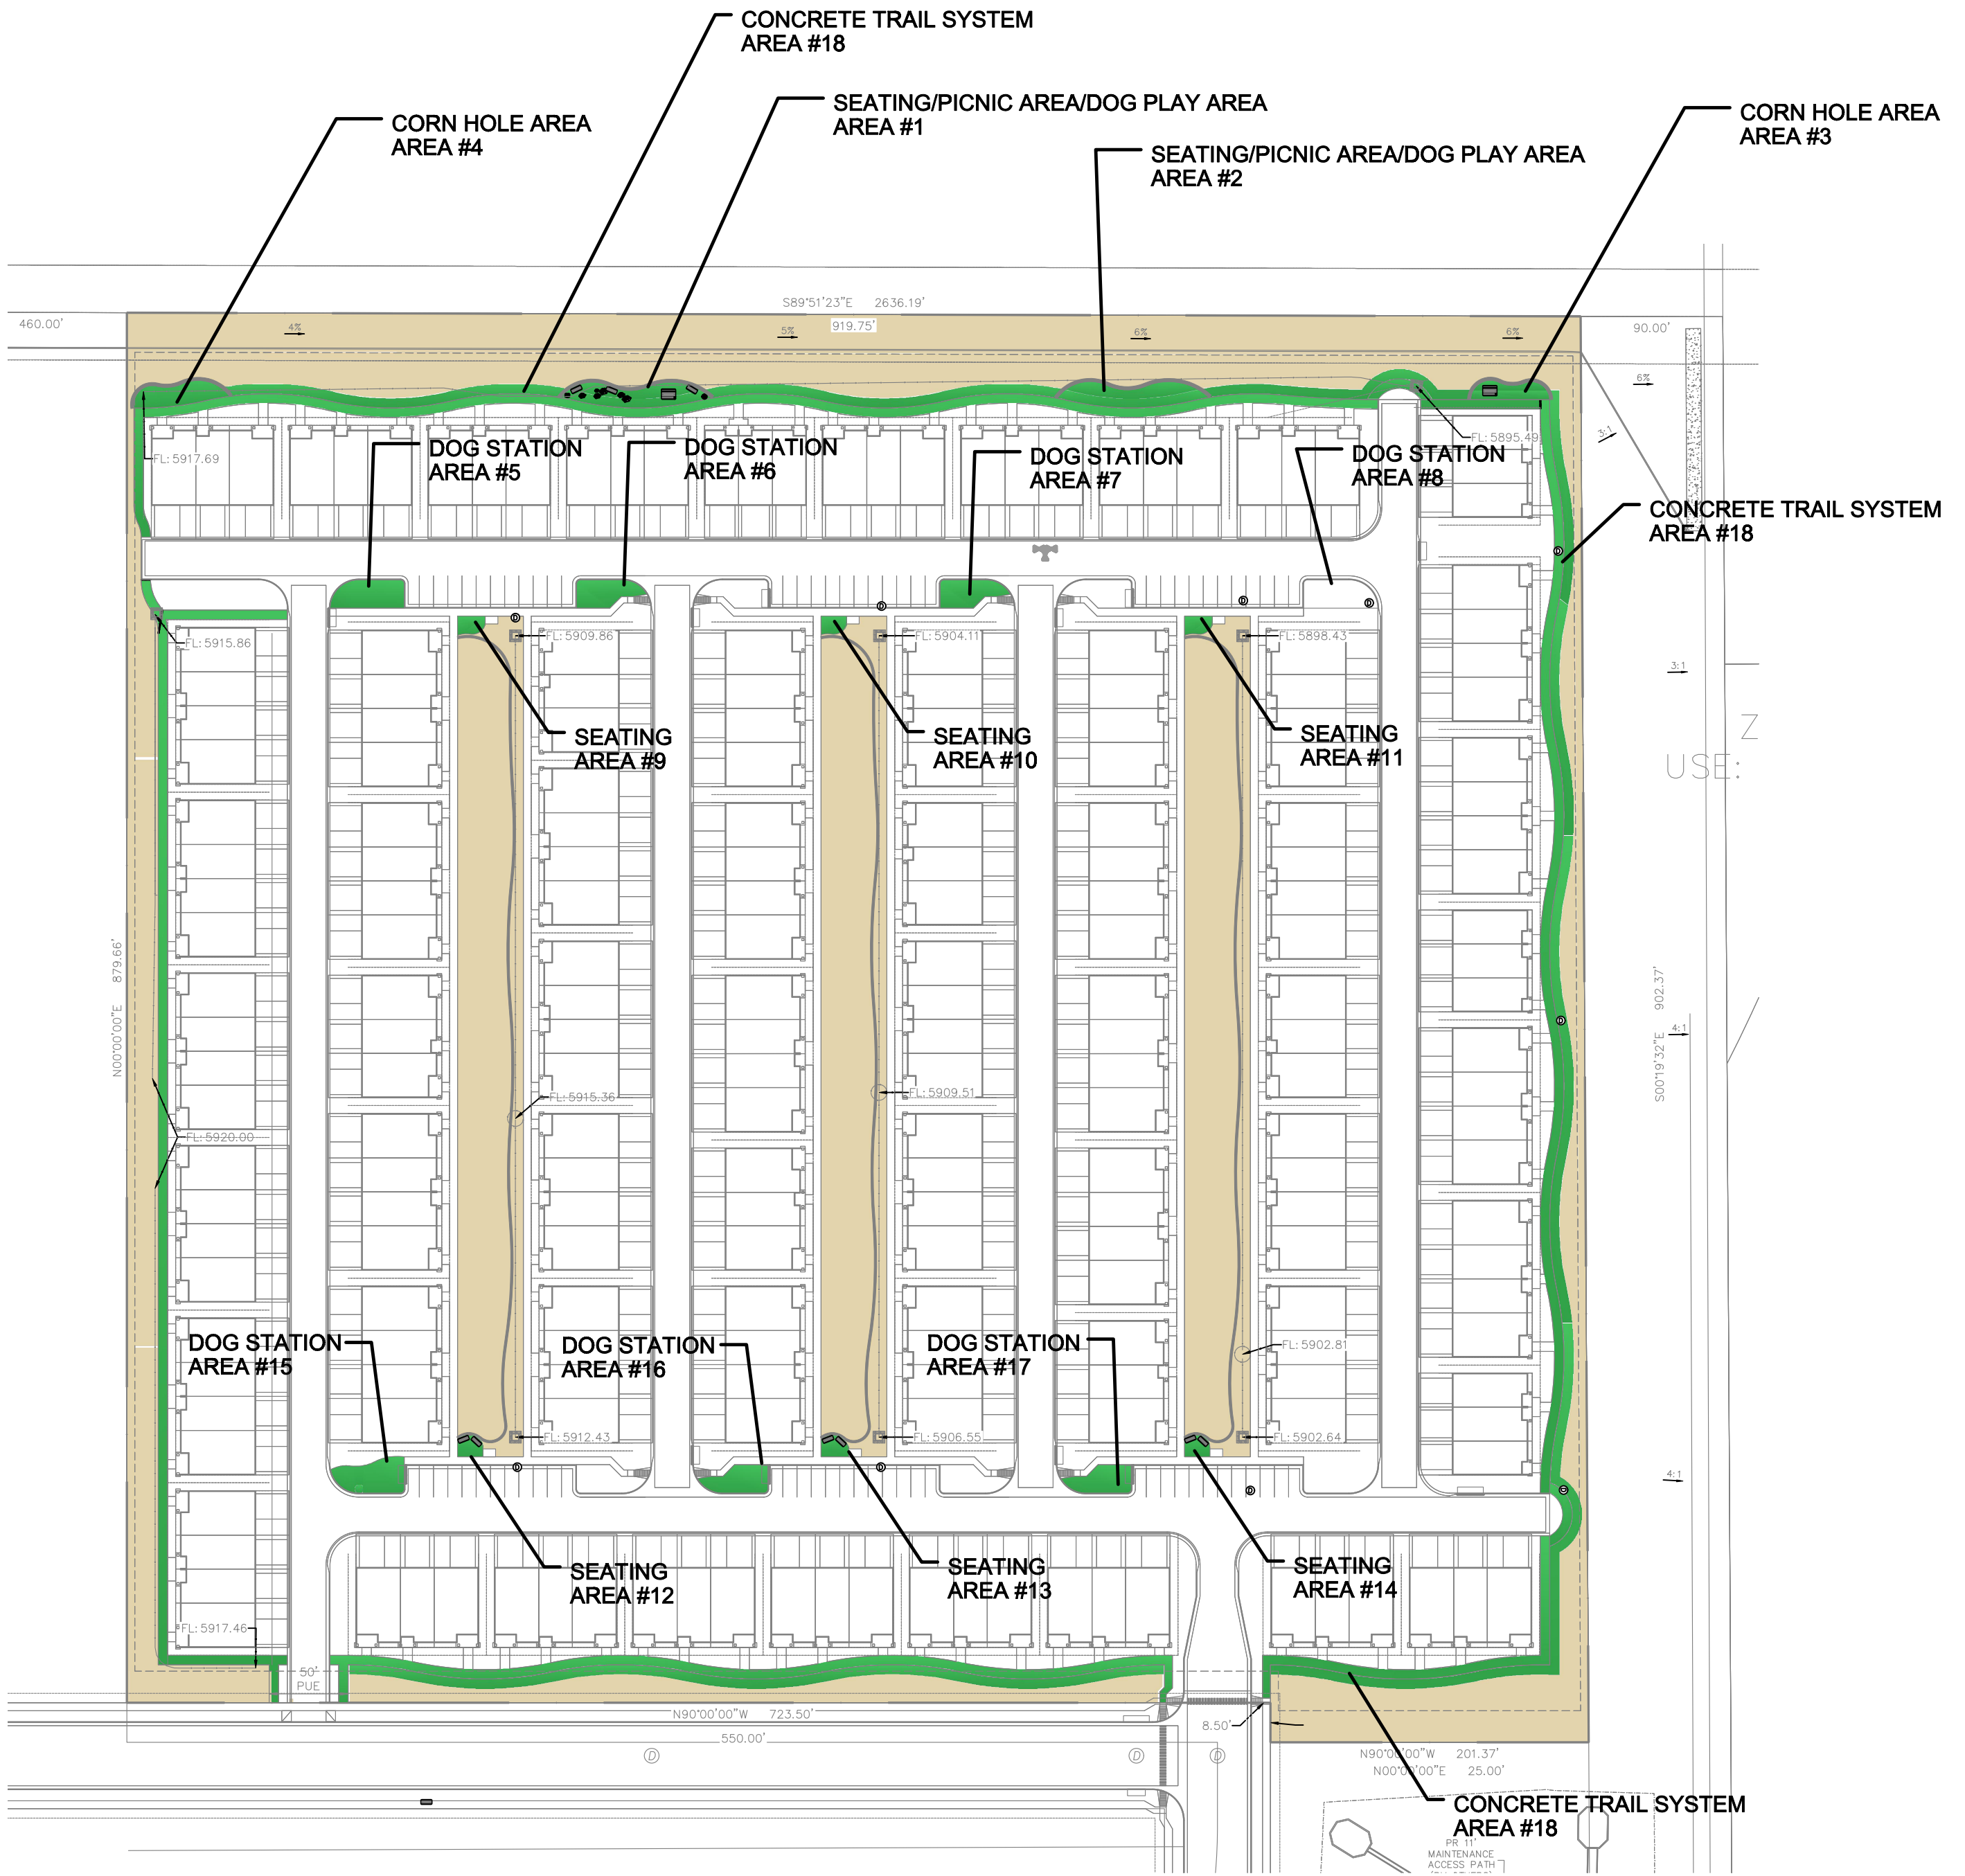 CONCRETE TRAIL SYSTEM
AREA #18
SEATING/PICNIC AREA/DOG PLAY AREA
AREA #1
CORN HOLE AREA
AREA #4
CORN HOLE AREA
AREA #3
SEATING/PICNIC AREA/DOG PLAY AREA
AREA #2
S89°51'23"E 2636.19'
460.00'
4%
5%
919.75'
6%
6%
90.00'
6%
3:1
FL: 5917.69
DOG STATION
AREA #5
DOG STATION
AREA #6
DOG STATION
AREA #7
DOG STATION
AREA #8
FL: 5895.49
CONCRETE TRAIL SYSTEM
AREA #18
D
FL: 5915.86
FL: 5909.86
FL: 5904.11
FL: 5898.43
3:1
SEATING
AREA #9
SEATING
AREA #10
SEATING
AREA #11
Z
USE:
N00°00'00"E 879.66'
S00°19'32"E 902.37'
4:1
FL: 5915.36
FL: 5909.51
FL: 5920.00
DOG STATION
AREA #15
DOG STATION
AREA #16
DOG STATION
AREA #17
FL: 5902.81
FL: 5912.43
FL: 5906.55
FL: 5902.64
4:1
SEATING
AREA #12
SEATING
AREA #13
SEATING
AREA #14
FL: 5917.46
50'
PUE
N90°00'00"W 723.50'
550.00'
8.50'
D
D
D
N90°00'00"W 201.37'
N00°00'00"E 25.00'
CONCRETE TRAIL SYSTEM
AREA #18
PR 11'
MAINTENANCE
ACCESS PATH